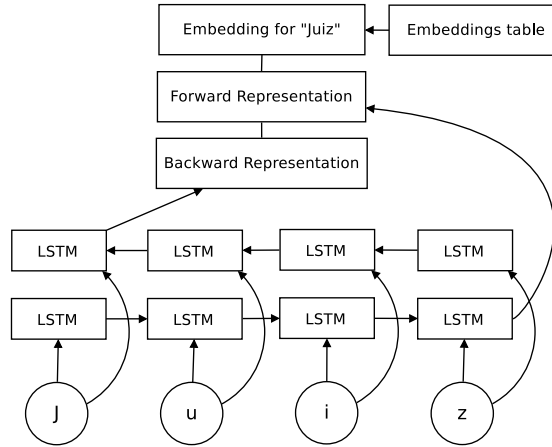 Embedding for "Juiz"
Embeddings table
Forward Representation
Backward Representation
LSTM
LSTM
LSTM
LSTM
LSTM
LSTM
LSTM
LSTM
J
u
i
z